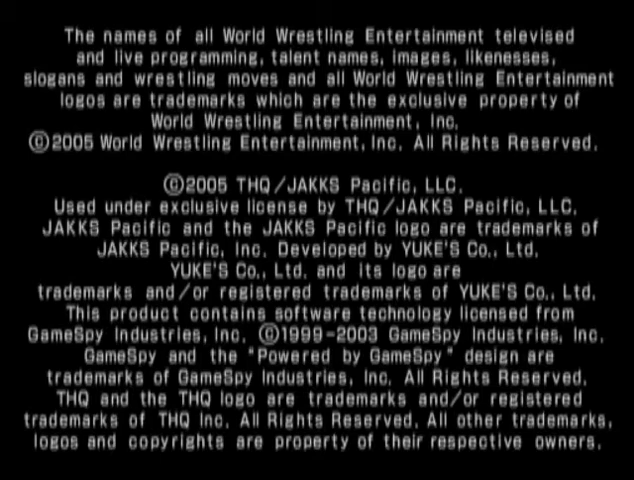 The names of all World Wrestling Entertainment televised
and live programming, talent names, images, likenesses,
slogans and wrestling moves and all World Wrestling Entertainment
logos are trademarks which are the exclusive property of
World Wrestling Entertainment, Inc.
©2005 World Wrestling Entertainment, Inc. All Rights Reserved.
©2005 THQ/JAKKS Pacific, LLC.
Used under exclusive license by THQ/JAKKS Pacific, LLC.
JAKKS Pacific and the JAKKS Pacific logo are trademarks of
JAKKS Pacific, Inc. Developed by YUKE'S Co., Ltd.
YUKE'S Co., Ltd. and its logo are
trademarks and/or registered trademarks of YUKE'S Co., Ltd.
This product contains software technology licensed from
GameSpy Industries, Inc. ©1999-2003 GameSpy Industries, Inc.
GameSpy and the "Powered by GameSpy" design are
trademarks of GameSpy Industries, Inc. All Rights Reserved.
THQ and the THQ logo are trademarks and/or registered
trademarks of THQ Inc. All Rights Reserved. All other trademarks,
logos and copyrights are property of their respective owners.